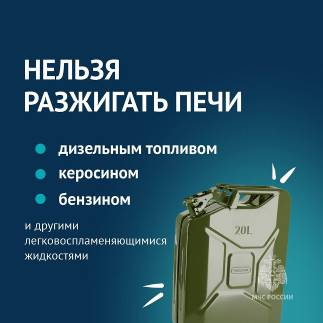 НЕЛЬЗЯ
РАЗЖИГАТЬ ПЕЧИ
дизельным топливом
керосином
бензином
и другими
легковоспламеняющимися
жидкостями
20L
МЧС РОССИИ